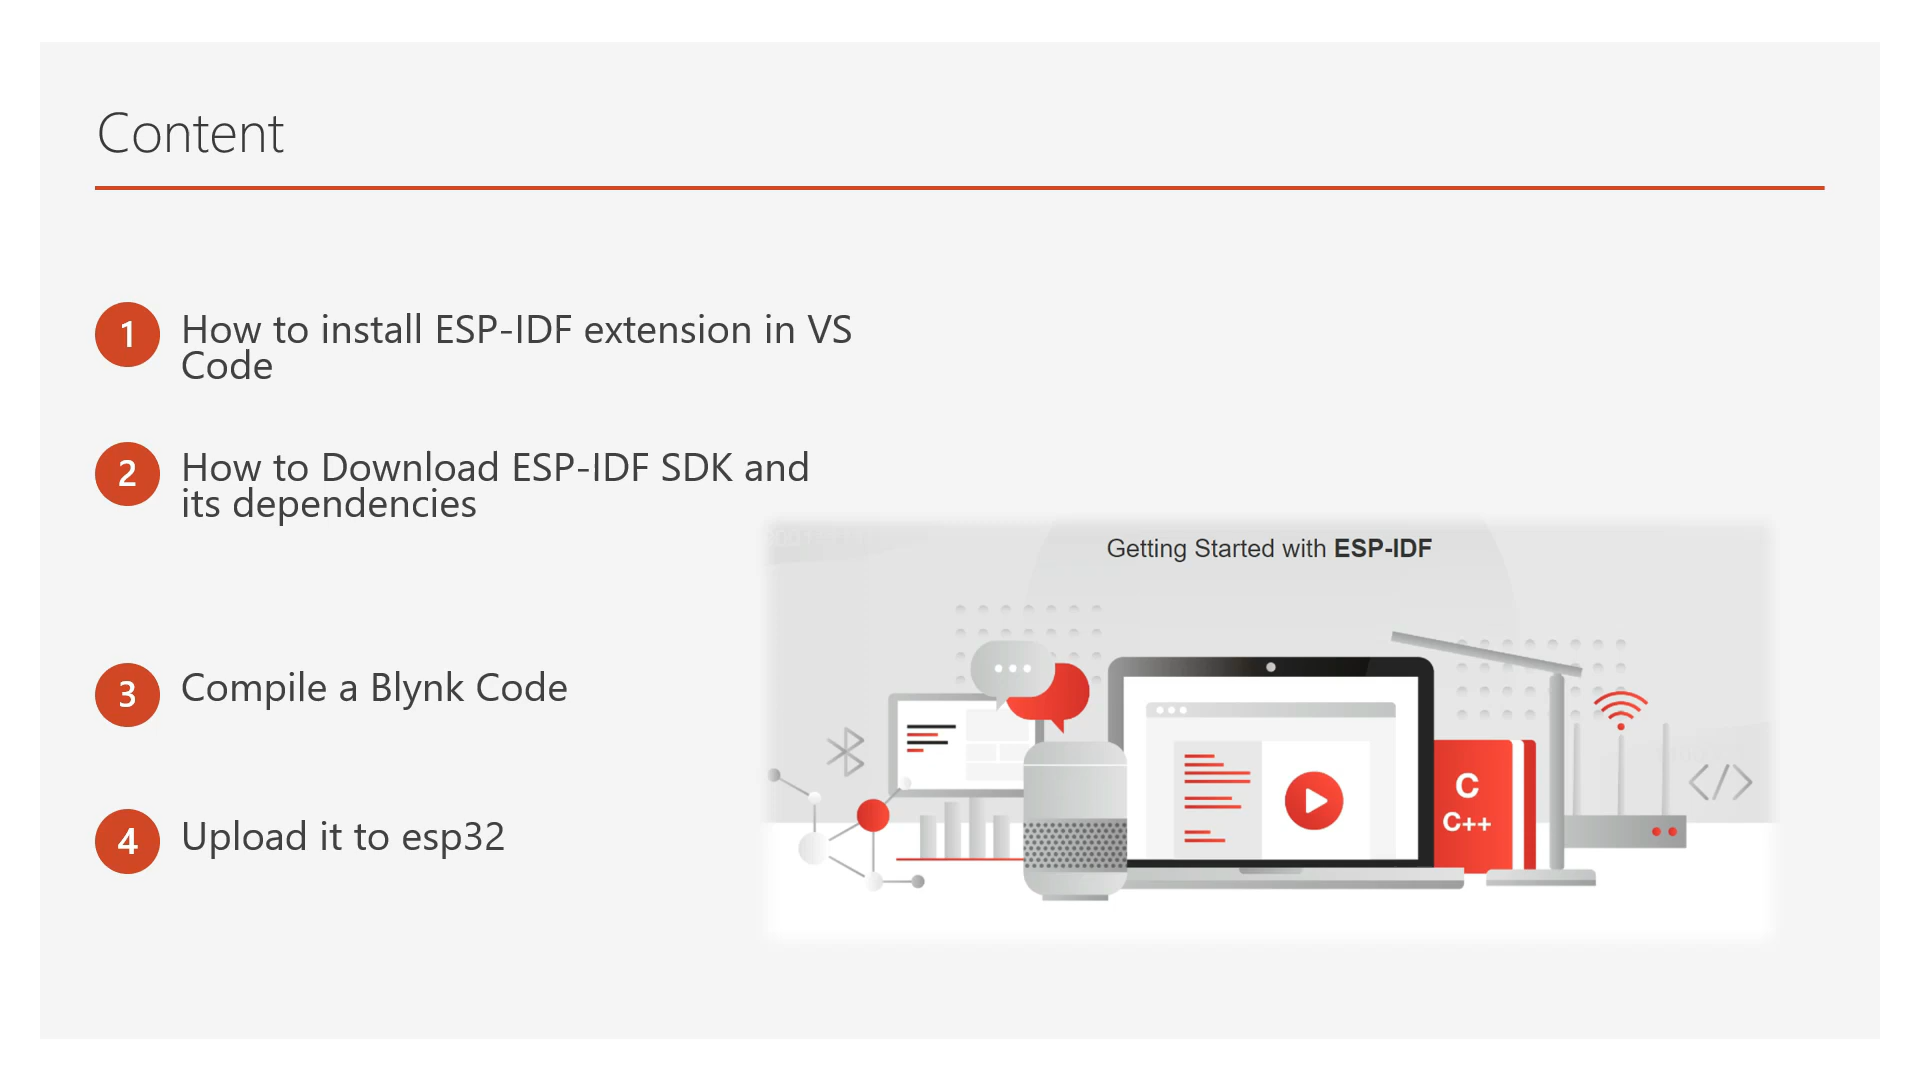 Content
1 How to install ESP-IDF extension in VS
Code
2 How to Download ESP-IDF SDK and
its dependencies
Getting Started with ESP-IDF
3 Compile a Blynk Code
C
C++
</>
4 Upload it to esp32